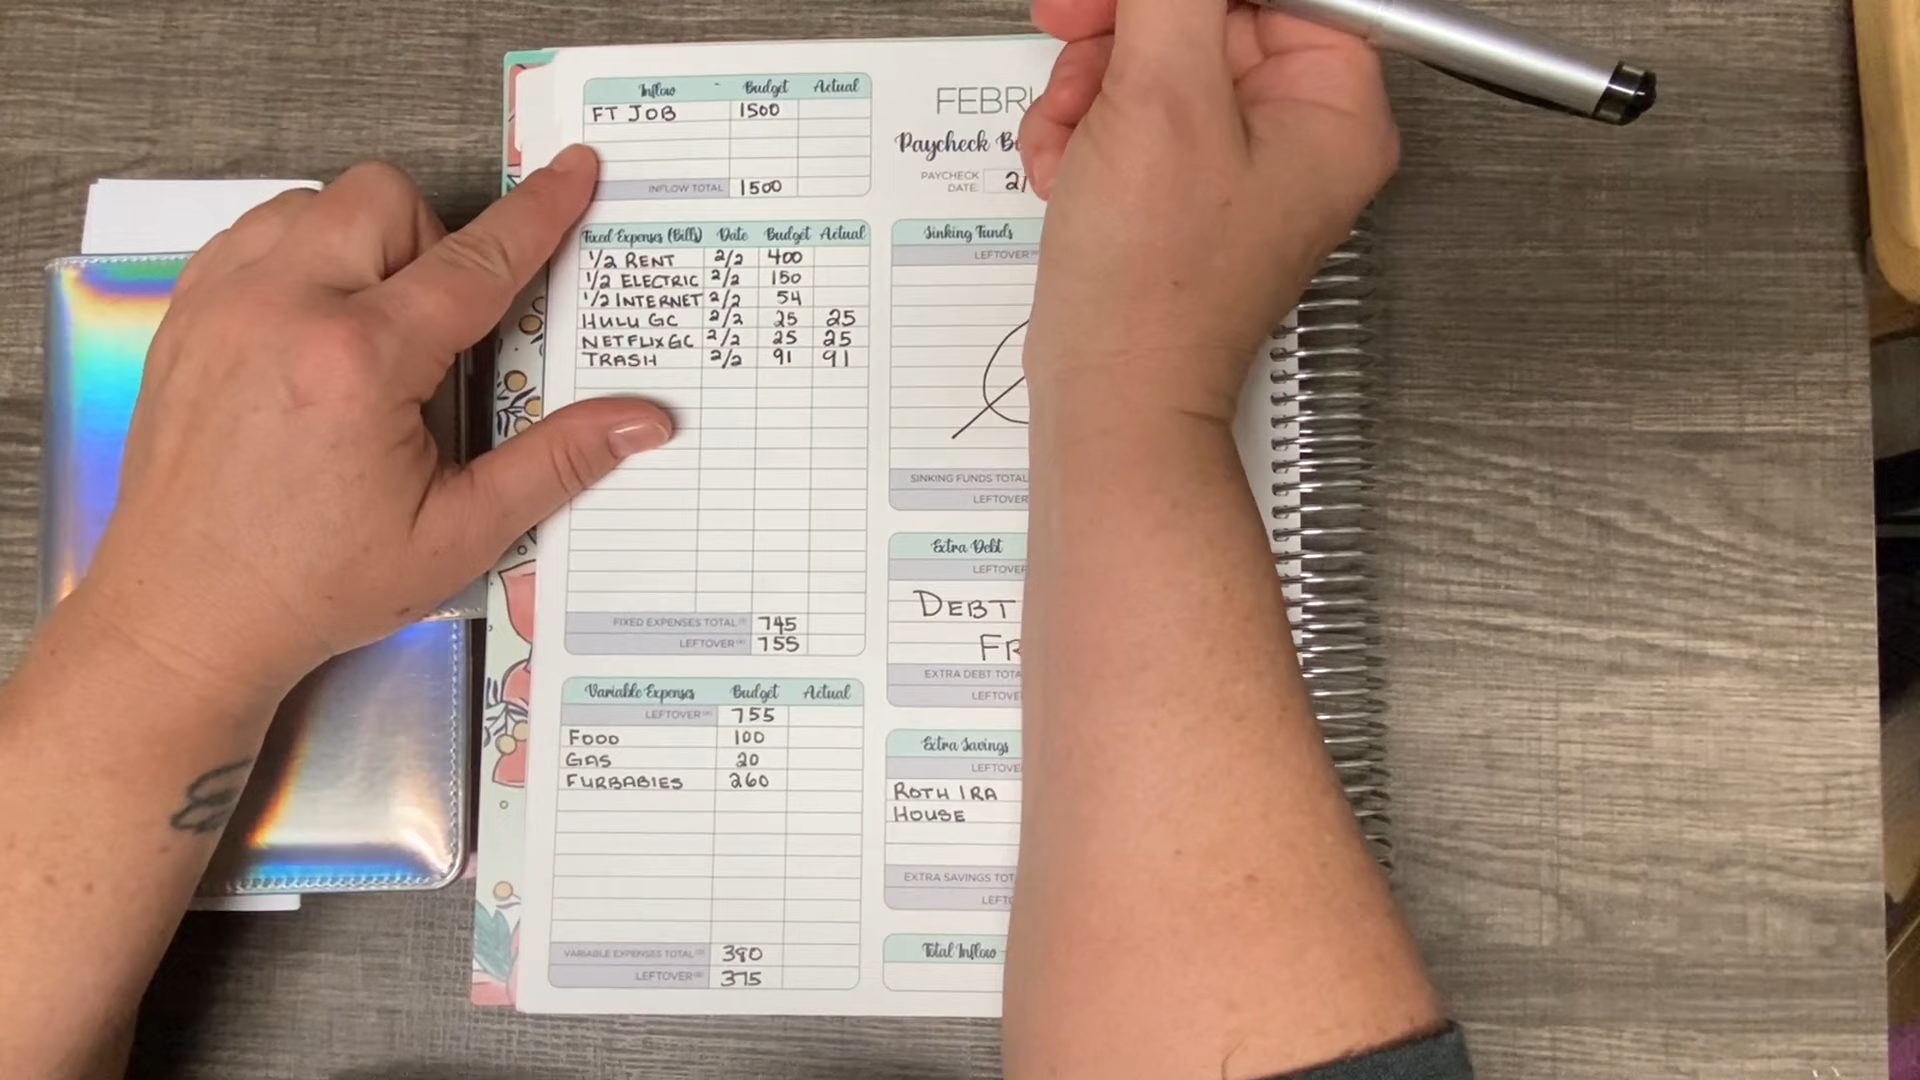 Inflow - Budget Actual
FT JOB 1500
INFLOW TOTAL 1500
Fixed Expenses (Bills) Date Budget Actual
1/2 RENT 2/2 400
1/2 ELECTRIC 2/2 150
1/2 INTERNET 2/2 54
HULU GC 2/2 25 25
NETFLIX GC 2/2 25 25
TRASH 2/2 91 91
FIXED EXPENSES TOTAL 745
LEFTOVER 755
Variable Expenses Budget Actual
LEFTOVER 755
FOOD 100
GAS 20
FURBABIES 260
VARIABLE EXPENSES TOTAL 380
LEFTOVER 375
FEBRU
Paycheck B
PAYCHECK DATE: 2/
Sinking Funds
LEFTOVER
SINKING FUNDS TOTAL
LEFTOVER
Extra Debt
LEFTOVER
DEBT
FR
EXTRA DEBT TOTA
LEFTOVE
Extra Savings
LEFTOVE
ROTH IRA
HOUSE
EXTRA SAVINGS TOT
LEFT
Total Inflow -